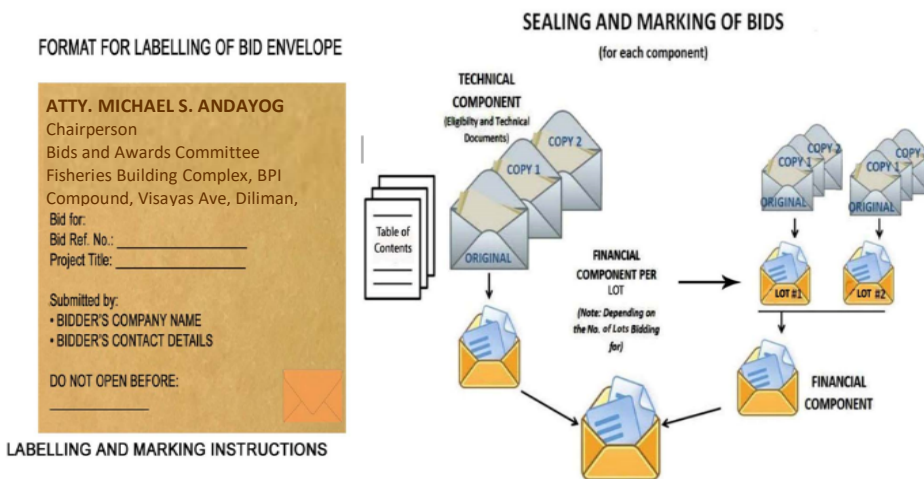 FORMAT FOR LABELLING OF BID ENVELOPE
ATTY. MICHAEL S. ANDAYOG
Chairperson
Bids and Awards Committee
Fisheries Building Complex, BPI
Compound, Visayas Ave, Diliman,
Bid for:
Bid Ref. No.: ____________________
Project Title: ____________________
Submitted by:
• BIDDER'S COMPANY NAME
• BIDDER'S CONTACT DETAILS
DO NOT OPEN BEFORE:
_______________
LABELLING AND MARKING INSTRUCTIONS
SEALING AND MARKING OF BIDS
(for each component)
TECHNICAL
COMPONENT
(Eligibility and Technical
Documents)
COPY 2
COPY 1
ORIGINAL
Table of
Contents
FINANCIAL
COMPONENT PER
LOT
(Note: Depending on
the No. of Lots Bidding
for)
COPY 2
COPY 1
ORIGINAL
COPY
COPY 1
ORIGINAL
LOT #1
LOT #2
FINANCIAL
COMPONENT